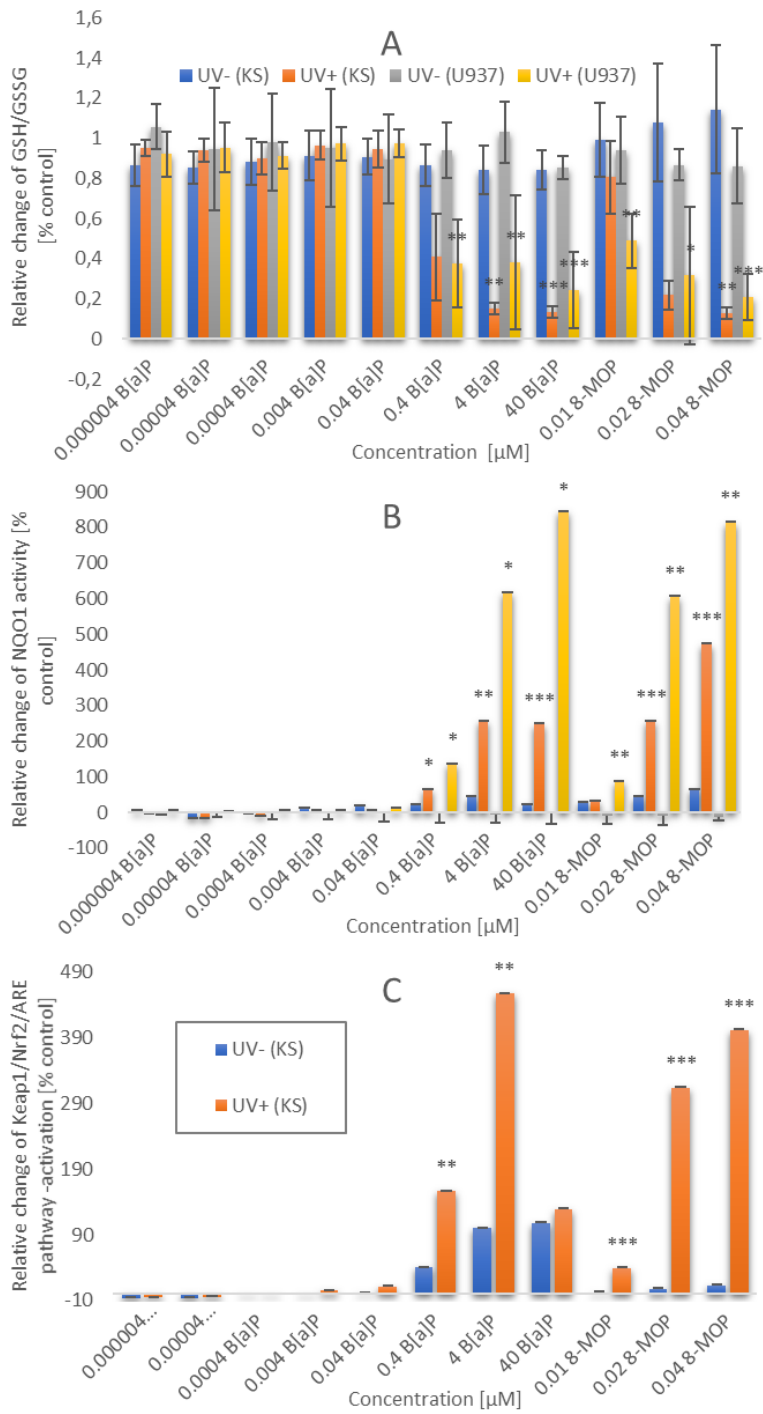 A
UV- (KS) UV+ (KS) UV- (U937) UV+ (U937)
Relative change of GSH/GSSG
[% control]
1,6
1,4
1,2
1
0,8
0,6
0,4
0,2
0
-0,2
** ** ** *** *** ** * ** ***
0.000004 B[a]P 0.00004 B[a]P 0.0004 B[a]P 0.004 B[a]P 0.04 B[a]P 0.4 B[a]P 4 B[a]P 40 B[a]P 0.01 8-MOP 0.02 8-MOP 0.04 8-MOP
Concentration [µM]
B
Relative change of NQO1 activity [%
control]
900
800
700
600
500
400
300
200
100
0
-100
* * ** * *** * ** *** ** *** **
0.000004 B[a]P 0.00004 B[a]P 0.0004 B[a]P 0.004 B[a]P 0.04 B[a]P 0.4 B[a]P 4 B[a]P 40 B[a]P 0.01 8-MOP 0.02 8-MOP 0.04 8-MOP
Concentration [µM]
C
UV- (KS)
UV+ (KS)
Relative change of Keap1/Nrf2/ARE
pathway -activation [% control]
490
390
290
190
90
-10
** ** *** *** ***
0.000004... 0.00004... 0.0004 B[a]P 0.004 B[a]P 0.04 B[a]P 0.4 B[a]P 4 B[a]P 40 B[a]P 0.01 8-MOP 0.02 8-MOP 0.04 8-MOP
Concentration [µM]